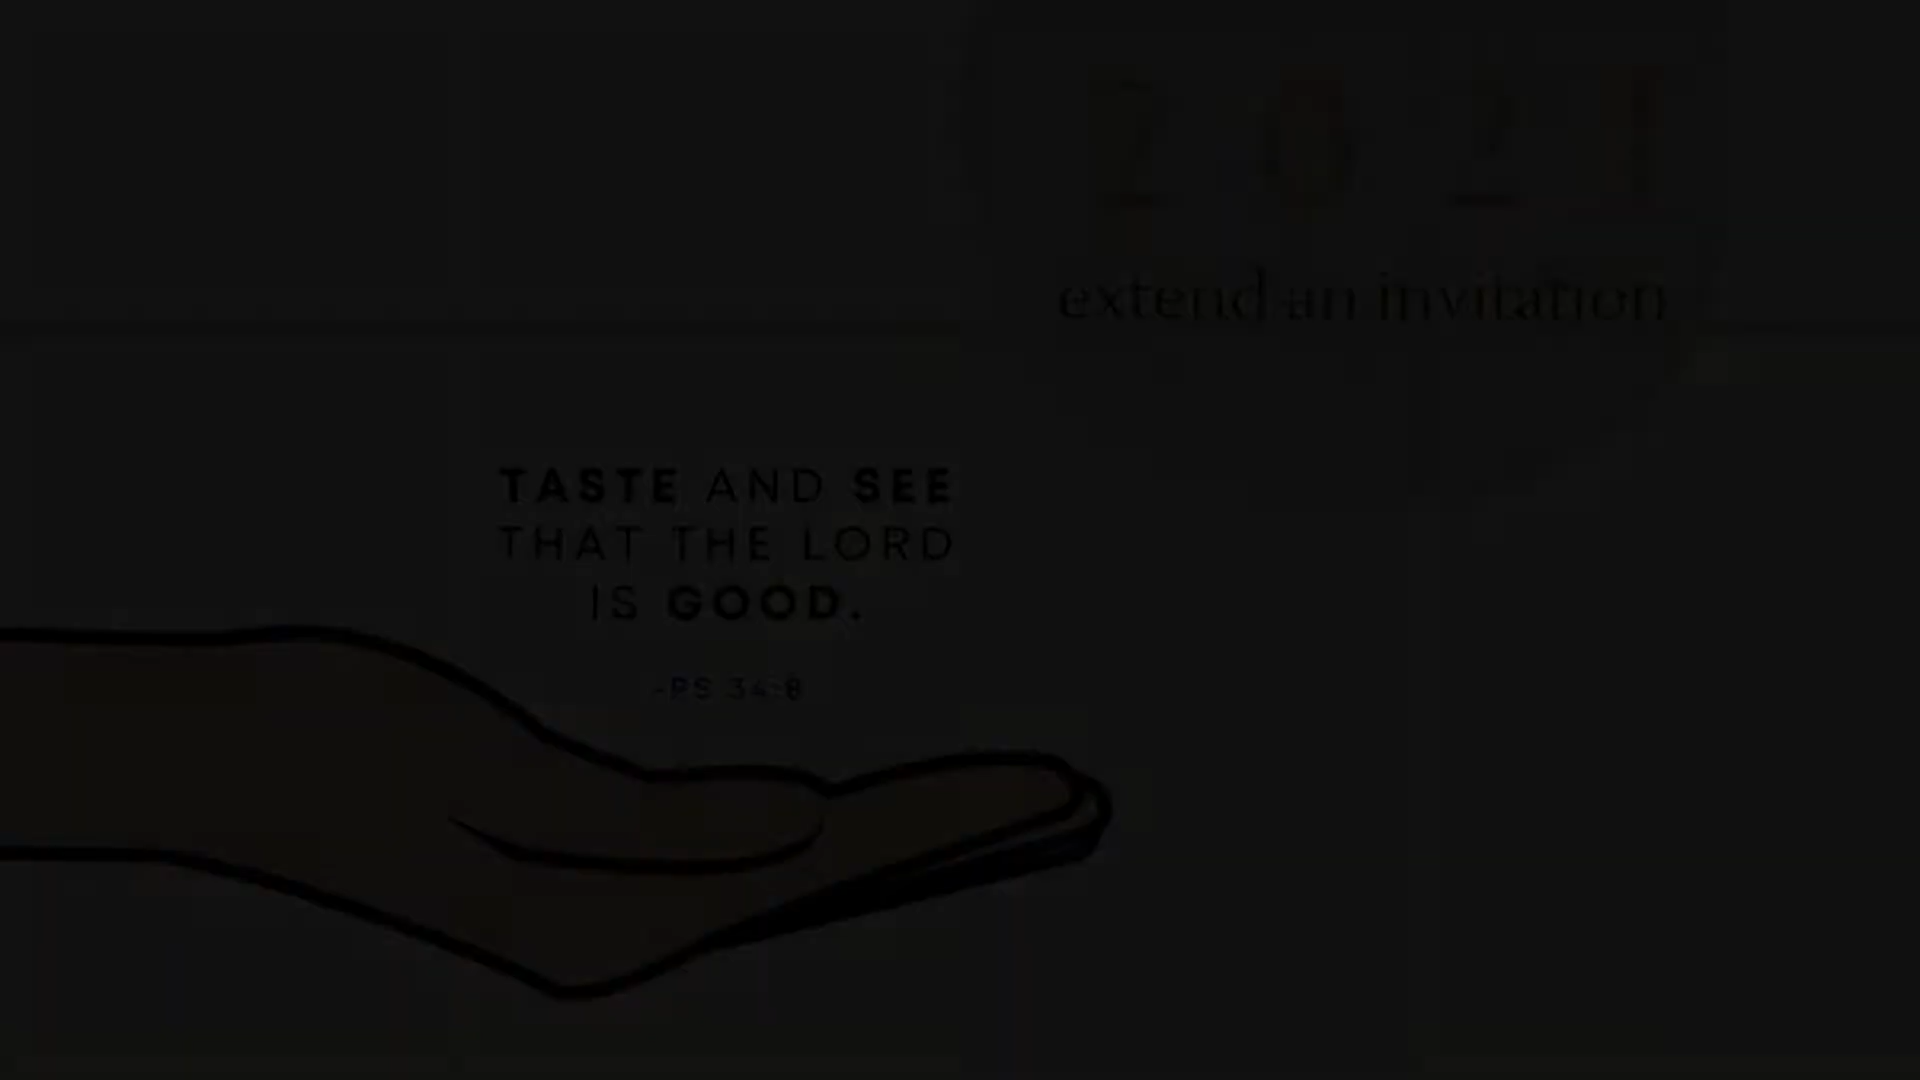 2021
extend an invitation
TASTE AND SEE
THAT THE LORD
IS GOOD.
-PS 34:8